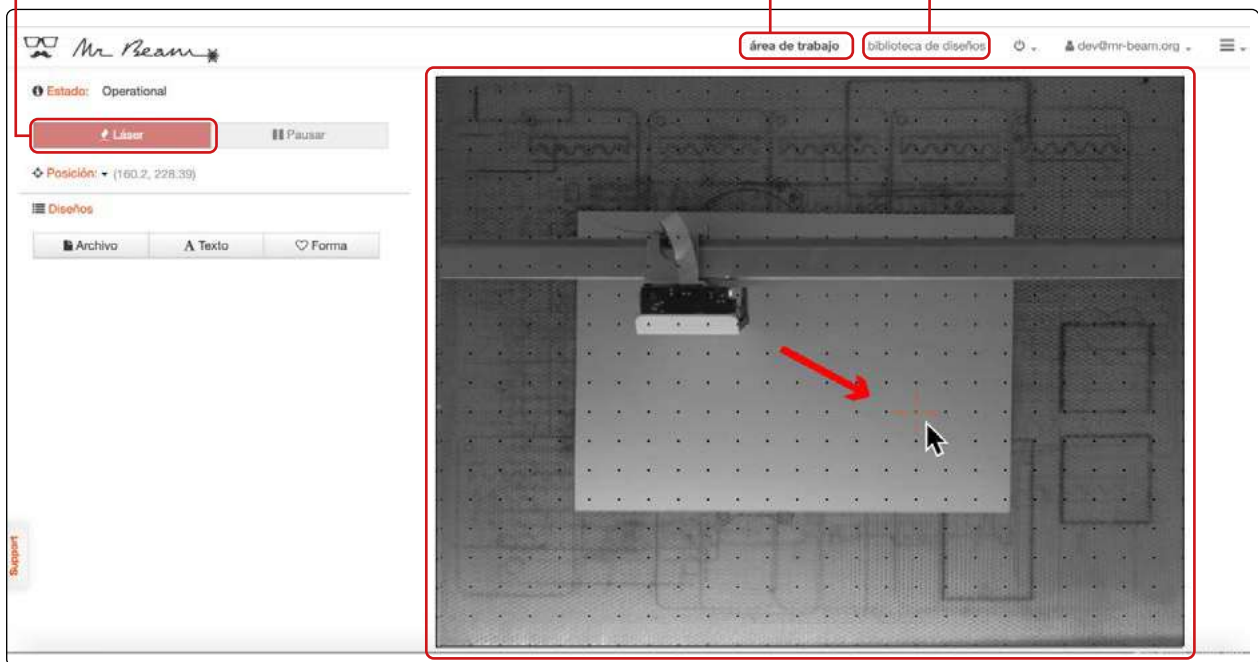 Mr Beam
área de trabajo
biblioteca de diseños
dev@mr-beam.org
Estado: Operational
Láser
Pausar
Posición: (160.2, 228.39)
Diseños
Archivo
Texto
Forma
Support